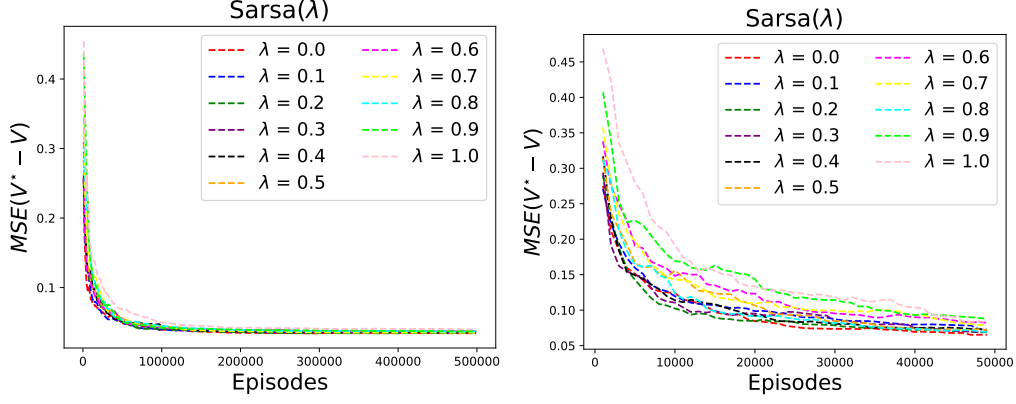 Sarsa(λ)
MSE(V* − V)
0.4
0.3
0.2
0.1
λ = 0.0
λ = 0.1
λ = 0.2
λ = 0.3
λ = 0.4
λ = 0.5
λ = 0.6
λ = 0.7
λ = 0.8
λ = 0.9
λ = 1.0
0
100000
200000
300000
400000
500000
Episodes
Sarsa(λ)
MSE(V* − V)
0.45
0.40
0.35
0.30
0.25
0.20
0.15
0.10
0.05
λ = 0.0
λ = 0.1
λ = 0.2
λ = 0.3
λ = 0.4
λ = 0.5
λ = 0.6
λ = 0.7
λ = 0.8
λ = 0.9
λ = 1.0
0
10000
20000
30000
40000
50000
Episodes